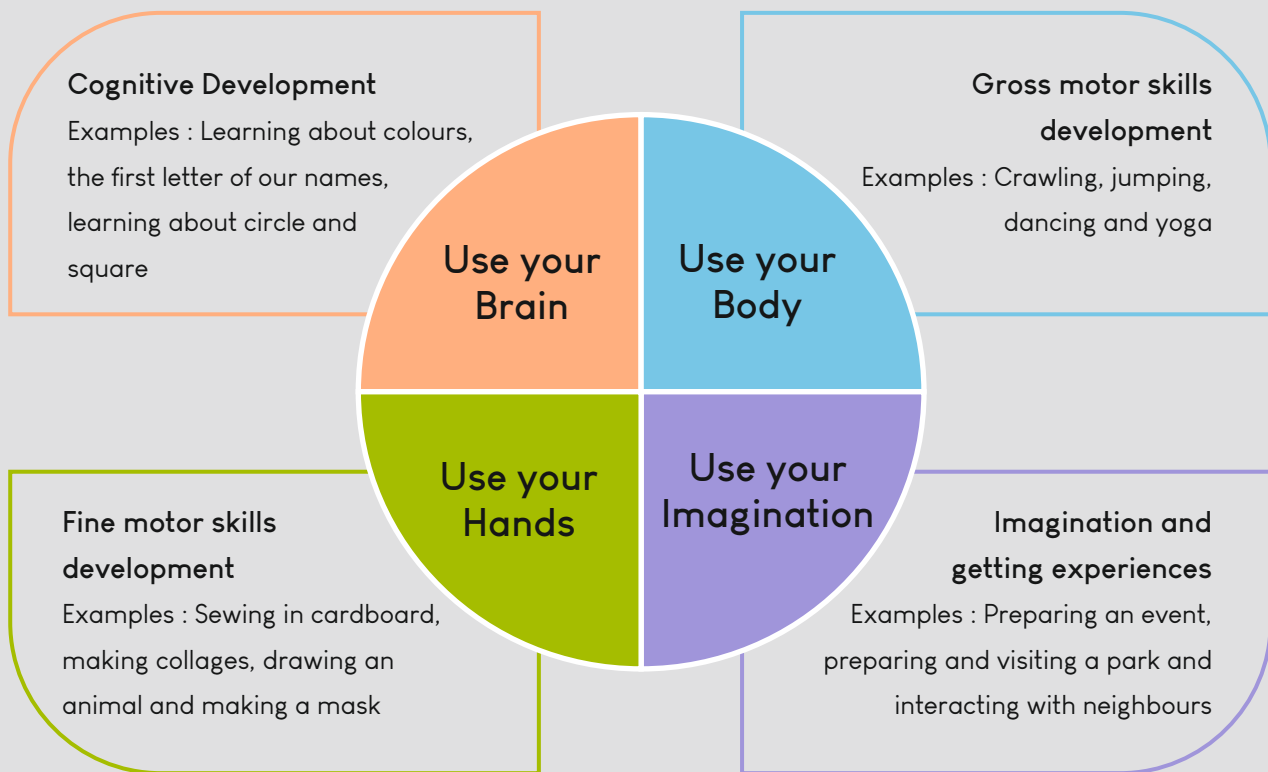 Cognitive Development
Examples : Learning about colours,
the first letter of our names,
learning about circle and
square
Gross motor skills
development
Examples : Crawling, jumping,
dancing and yoga
Use your
Brain
Use your
Body
Use your
Hands
Use your
Imagination
Fine motor skills
development
Examples : Sewing in cardboard,
making collages, drawing an
animal and making a mask
Imagination and
getting experiences
Examples : Preparing an event,
preparing and visiting a park and
interacting with neighbours